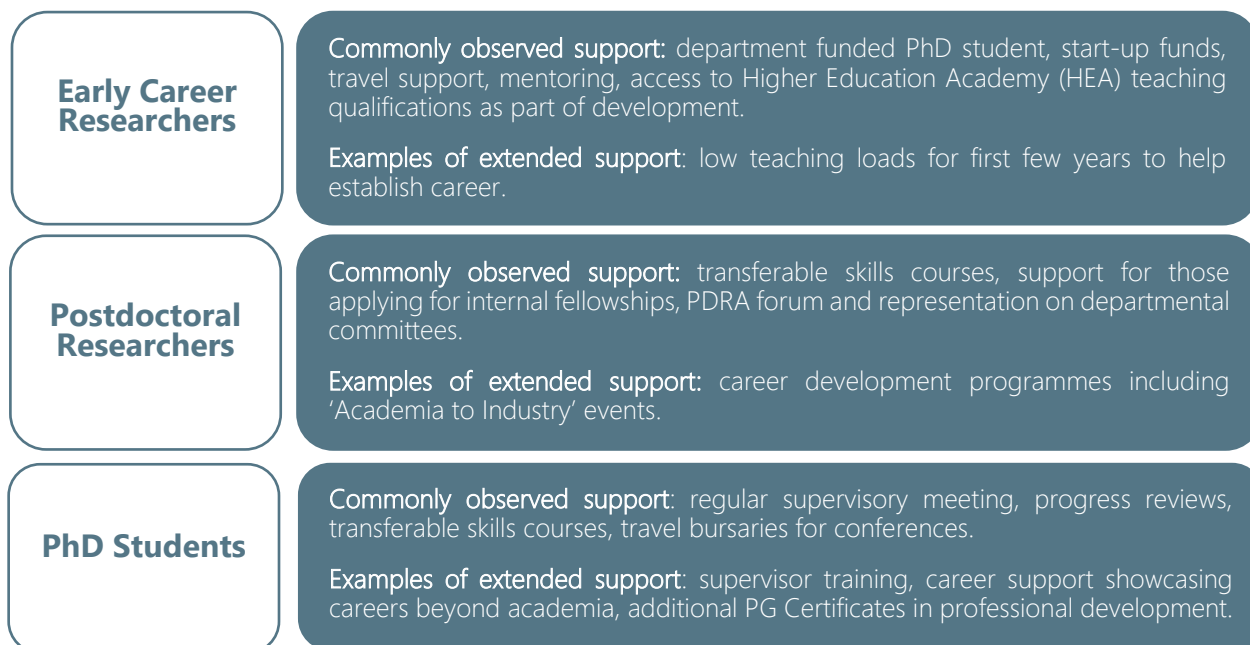 Early Career
Researchers
Commonly observed support: department funded PhD student, start-up funds,
travel support, mentoring, access to Higher Education Academy (HEA) teaching
qualifications as part of development.
Examples of extended support: low teaching loads for first few years to help
establish career.
Postdoctoral
Researchers
Commonly observed support: transferable skills courses, support for those
applying for internal fellowships, PDRA forum and representation on departmental
committees.
Examples of extended support: career development programmes including
‘Academia to Industry’ events.
PhD Students
Commonly observed support: regular supervisory meeting, progress reviews,
transferable skills courses, travel bursaries for conferences.
Examples of extended support: supervisor training, career support showcasing
careers beyond academia, additional PG Certificates in professional development.